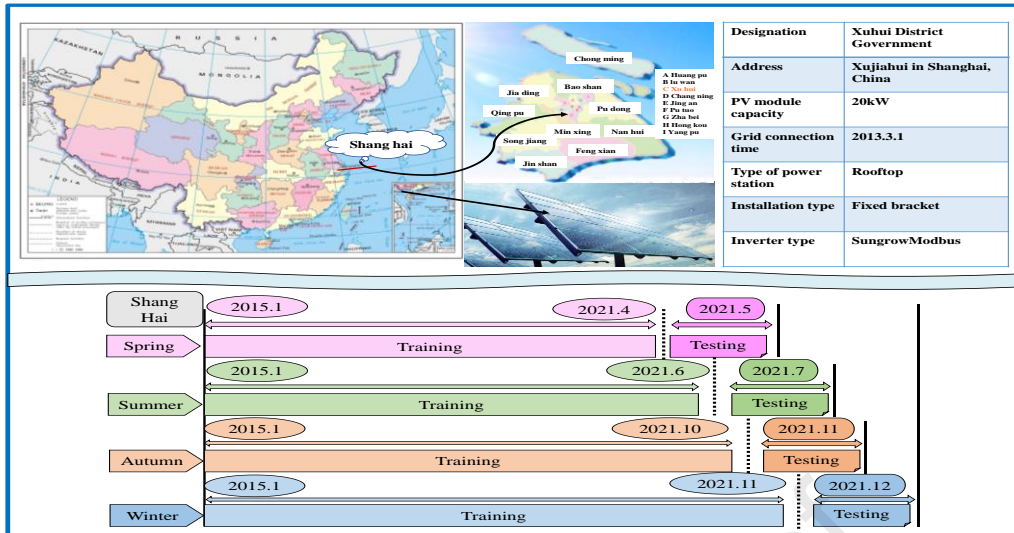 R U S S I A
KAZAKHSTAN
MONGOLIA
INDIA
LEGEND
Shang hai
Chong ming
Bao shan
Jia ding
Qing pu
Pu dong
Min xing
Nan hui
Song jiang
Feng xian
Jin shan
A Huang pu
B lu wan
C Xu hui
D Chang ning
E Jing an
F Pu tuo
G Zha bei
H Hong kou
I Yang pu
Designation Xuhui District Government
Address Xujiahui in Shanghai, China
PV module capacity 20kW
Grid connection time 2013.3.1
Type of power station Rooftop
Installation type Fixed bracket
Inverter type SungrowModbus
Shang Hai
2015.1 2021.4 2021.5
Spring Training Testing
2015.1 2021.6 2021.7
Summer Training Testing
2015.1 2021.10 2021.11
Autumn Training Testing
2015.1 2021.11 2021.12
Winter Training Testing